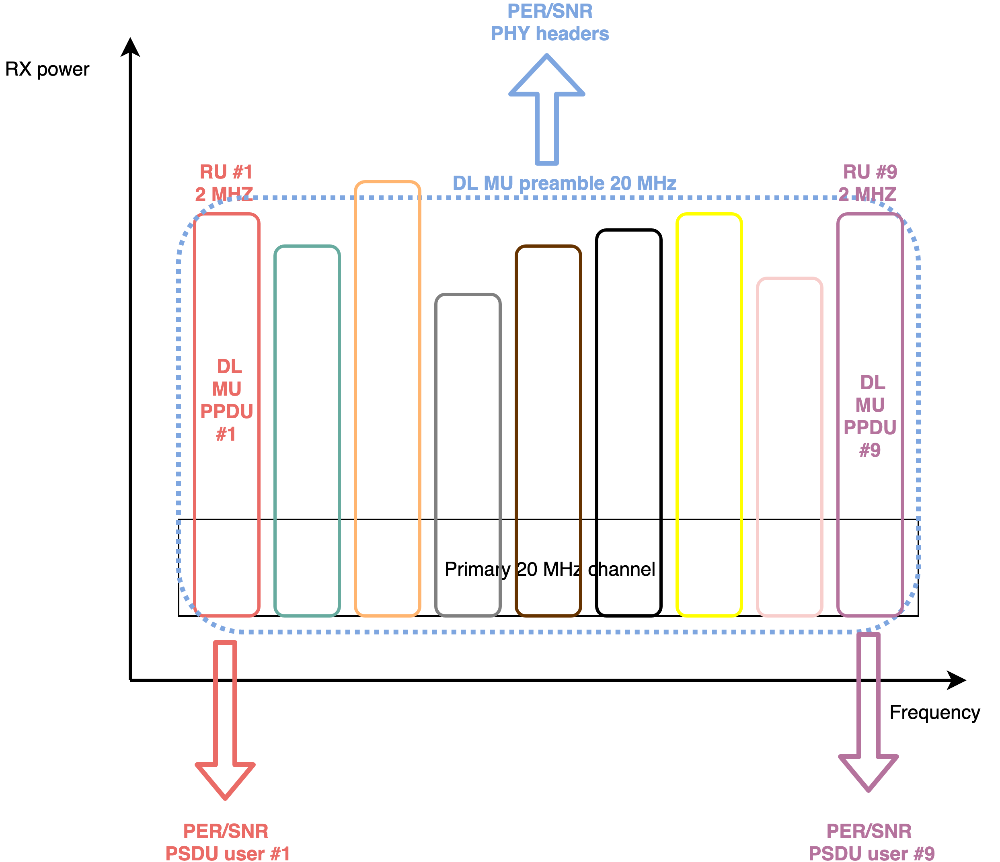 PER/SNR
PHY headers
RX power
RU #1
2 MHZ
DL MU preamble 20 MHz
RU #9
2 MHZ
DL
MU
PPDU
#1
DL
MU
PPDU
#9
Primary 20 MHz channel
Frequency
PER/SNR
PSDU user #1
PER/SNR
PSDU user #9